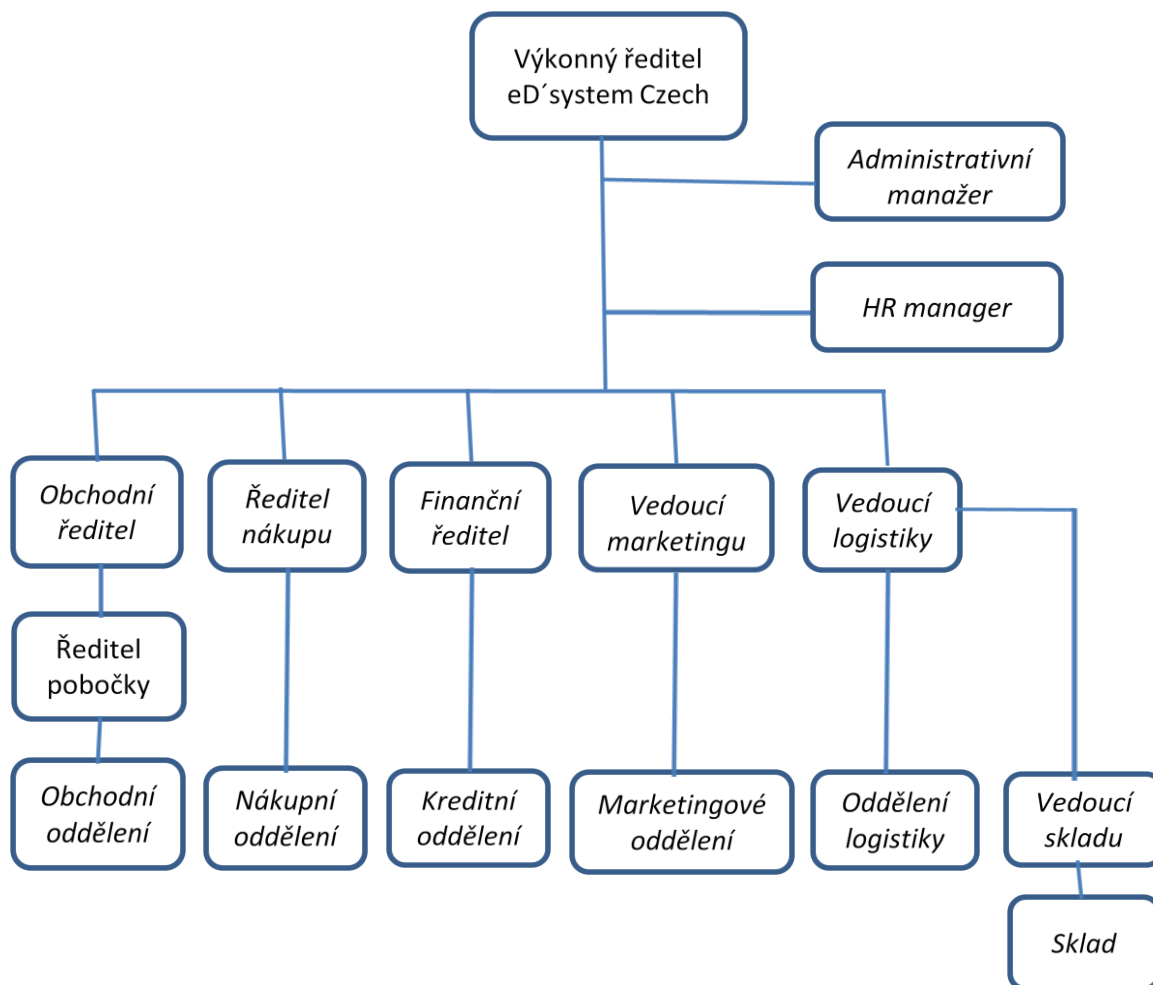 Výkonný ředitel
eD´system Czech
Administrativní
manažer
HR manager
Obchodní
ředitel
Ředitel
nákupu
Finanční
ředitel
Vedoucí
marketingu
Vedoucí
logistiky
Ředitel
pobočky
Obchodní
oddělení
Nákupní
oddělení
Kreditní
oddělení
Marketingové
oddělení
Oddělení
logistiky
Vedoucí
skladu
Sklad